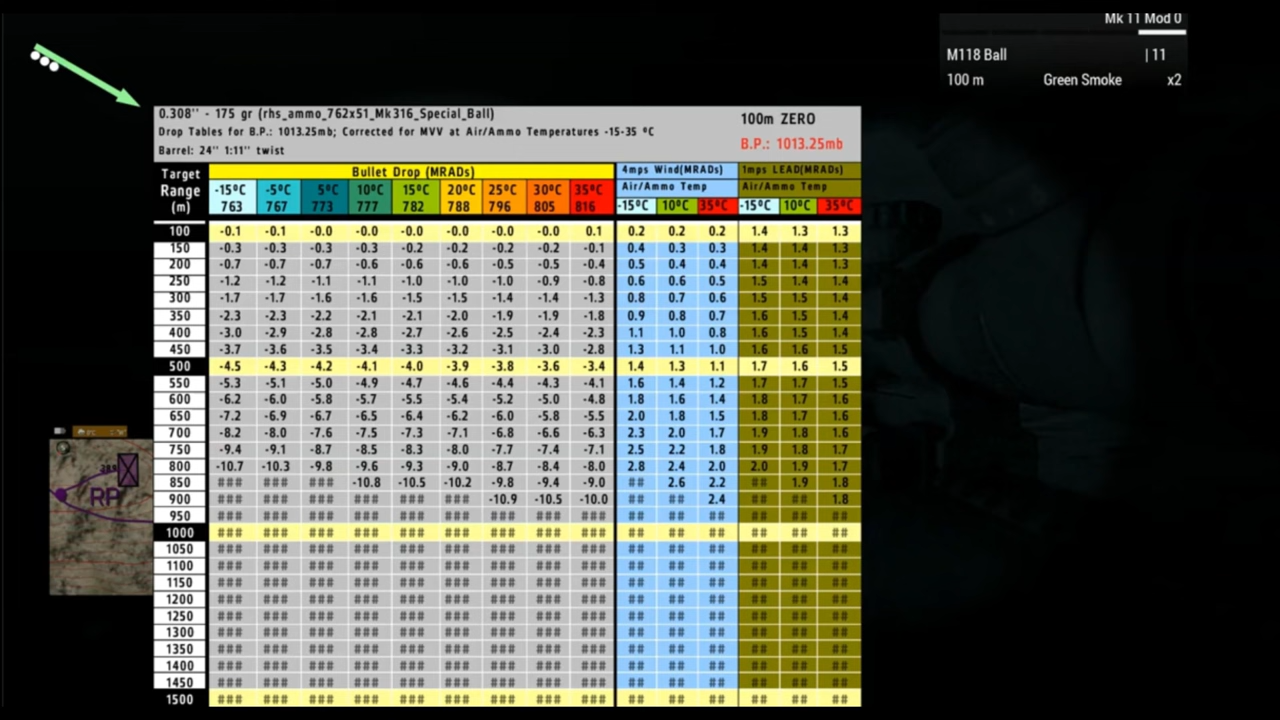 Mk 11 Mod 0
M118 Ball | 11
100 m Green Smoke x2
0.308'' - 175 gr (rhs_ammo_762x51_Mk316_Special_Ball)
Drop Tables for B.P.: 1013.25mb; Corrected for MVV at Air/Ammo Temperatures -15-35 ºC
Barrel: 24'' 1:11'' twist
100m ZERO
B.P.: 1013.25mb
Target Range (m) Bullet Drop (MRADs) 4mps Wind(MRADs) 1mps LEAD(MRADs)
Air/Ammo Temp Air/Ammo Temp
-15ºC -5ºC 5ºC 10ºC 15ºC 20ºC 25ºC 30ºC 35ºC -15ºC 10ºC 35ºC -15ºC 10ºC 35ºC
763 767 773 777 782 788 796 805 816
100 -0.1 -0.1 -0.0 -0.0 -0.0 -0.0 -0.0 -0.0 0.1 0.2 0.2 0.2 1.4 1.3 1.3
150 -0.3 -0.3 -0.3 -0.3 -0.2 -0.2 -0.2 -0.2 -0.1 0.4 0.3 0.3 1.4 1.4 1.3
200 -0.7 -0.7 -0.7 -0.6 -0.6 -0.6 -0.5 -0.5 -0.4 0.5 0.4 0.4 1.4 1.4 1.3
250 -1.2 -1.2 -1.1 -1.1 -1.0 -1.0 -1.0 -0.9 -0.8 0.6 0.6 0.5 1.5 1.4 1.4
300 -1.7 -1.7 -1.6 -1.6 -1.5 -1.5 -1.4 -1.4 -1.3 0.8 0.7 0.6 1.5 1.5 1.4
350 -2.3 -2.3 -2.2 -2.1 -2.1 -2.0 -1.9 -1.9 -1.8 0.9 0.8 0.7 1.6 1.5 1.4
400 -3.0 -2.9 -2.8 -2.8 -2.7 -2.6 -2.5 -2.4 -2.3 1.1 1.0 0.8 1.6 1.5 1.4
450 -3.7 -3.6 -3.5 -3.4 -3.3 -3.2 -3.1 -3.0 -2.8 1.3 1.1 1.0 1.6 1.6 1.5
500 -4.5 -4.3 -4.2 -4.1 -4.0 -3.9 -3.8 -3.6 -3.4 1.4 1.3 1.1 1.7 1.6 1.5
550 -5.3 -5.1 -5.0 -4.9 -4.7 -4.6 -4.4 -4.3 -4.1 1.6 1.4 1.2 1.7 1.7 1.5
600 -6.2 -6.0 -5.8 -5.7 -5.5 -5.4 -5.2 -5.0 -4.8 1.8 1.6 1.4 1.8 1.7 1.6
650 -7.2 -6.9 -6.7 -6.5 -6.4 -6.2 -6.0 -5.8 -5.5 2.0 1.8 1.5 1.8 1.7 1.6
700 -8.2 -8.0 -7.6 -7.5 -7.3 -7.1 -6.8 -6.6 -6.3 2.3 2.0 1.7 1.9 1.8 1.6
750 -9.4 -9.1 -8.7 -8.5 -8.3 -8.0 -7.7 -7.4 -7.1 2.5 2.2 1.8 1.9 1.8 1.7
800 -10.7 -10.3 -9.8 -9.6 -9.3 -9.0 -8.7 -8.4 -8.0 2.8 2.4 2.0 2.0 1.9 1.7
850 ### ### ### -10.8 -10.5 -10.2 -9.8 -9.4 -9.0 ## 2.6 2.2 ## 1.9 1.8
900 ### ### ### ### ### ### -10.9 -10.5 -10.0 ## ## 2.4 ## ## 1.8
950 ### ### ### ### ### ### ### ### ### ## ## ## ## ## ##
1000 ### ### ### ### ### ### ### ### ### ## ## ## ## ## ##
1050 ### ### ### ### ### ### ### ### ### ## ## ## ## ## ##
1100 ### ### ### ### ### ### ### ### ### ## ## ## ## ## ##
1150 ### ### ### ### ### ### ### ### ### ## ## ## ## ## ##
1200 ### ### ### ### ### ### ### ### ### ## ## ## ## ## ##
1250 ### ### ### ### ### ### ### ### ### ## ## ## ## ## ##
1300 ### ### ### ### ### ### ### ### ### ## ## ## ## ## ##
1350 ### ### ### ### ### ### ### ### ### ## ## ## ## ## ##
1400 ### ### ### ### ### ### ### ### ### ## ## ## ## ## ##
1450 ### ### ### ### ### ### ### ### ### ## ## ## ## ## ##
1500 ### ### ### ### ### ### ### ### ### ## ## ## ## ## ##
RP